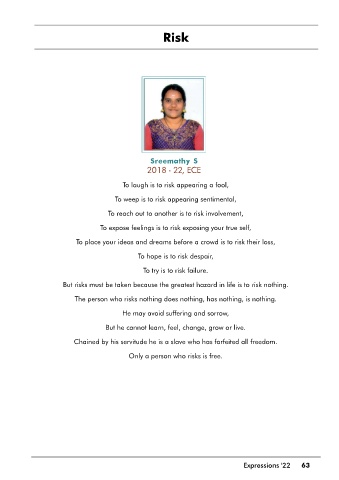 Risk
Sreemathy S
2018 - 22, ECE
To laugh is to risk appearing a fool,
To weep is to risk appearing sentimental,
To reach out to another is to risk involvement,
To expose feelings is to risk exposing your true self,
To place your ideas and dreams before a crowd is to risk their loss,
To hope is to risk despair,
To try is to risk failure.
But risks must be taken because the greatest hazard in life is to risk nothing.
The person who risks nothing does nothing, has nothing, is nothing.
He may avoid suffering and sorrow,
But he cannot learn, feel, change, grow or live.
Chained by his servitude he is a slave who has forfeited all freedom.
Only a person who risks is free.
Expressions '22 63